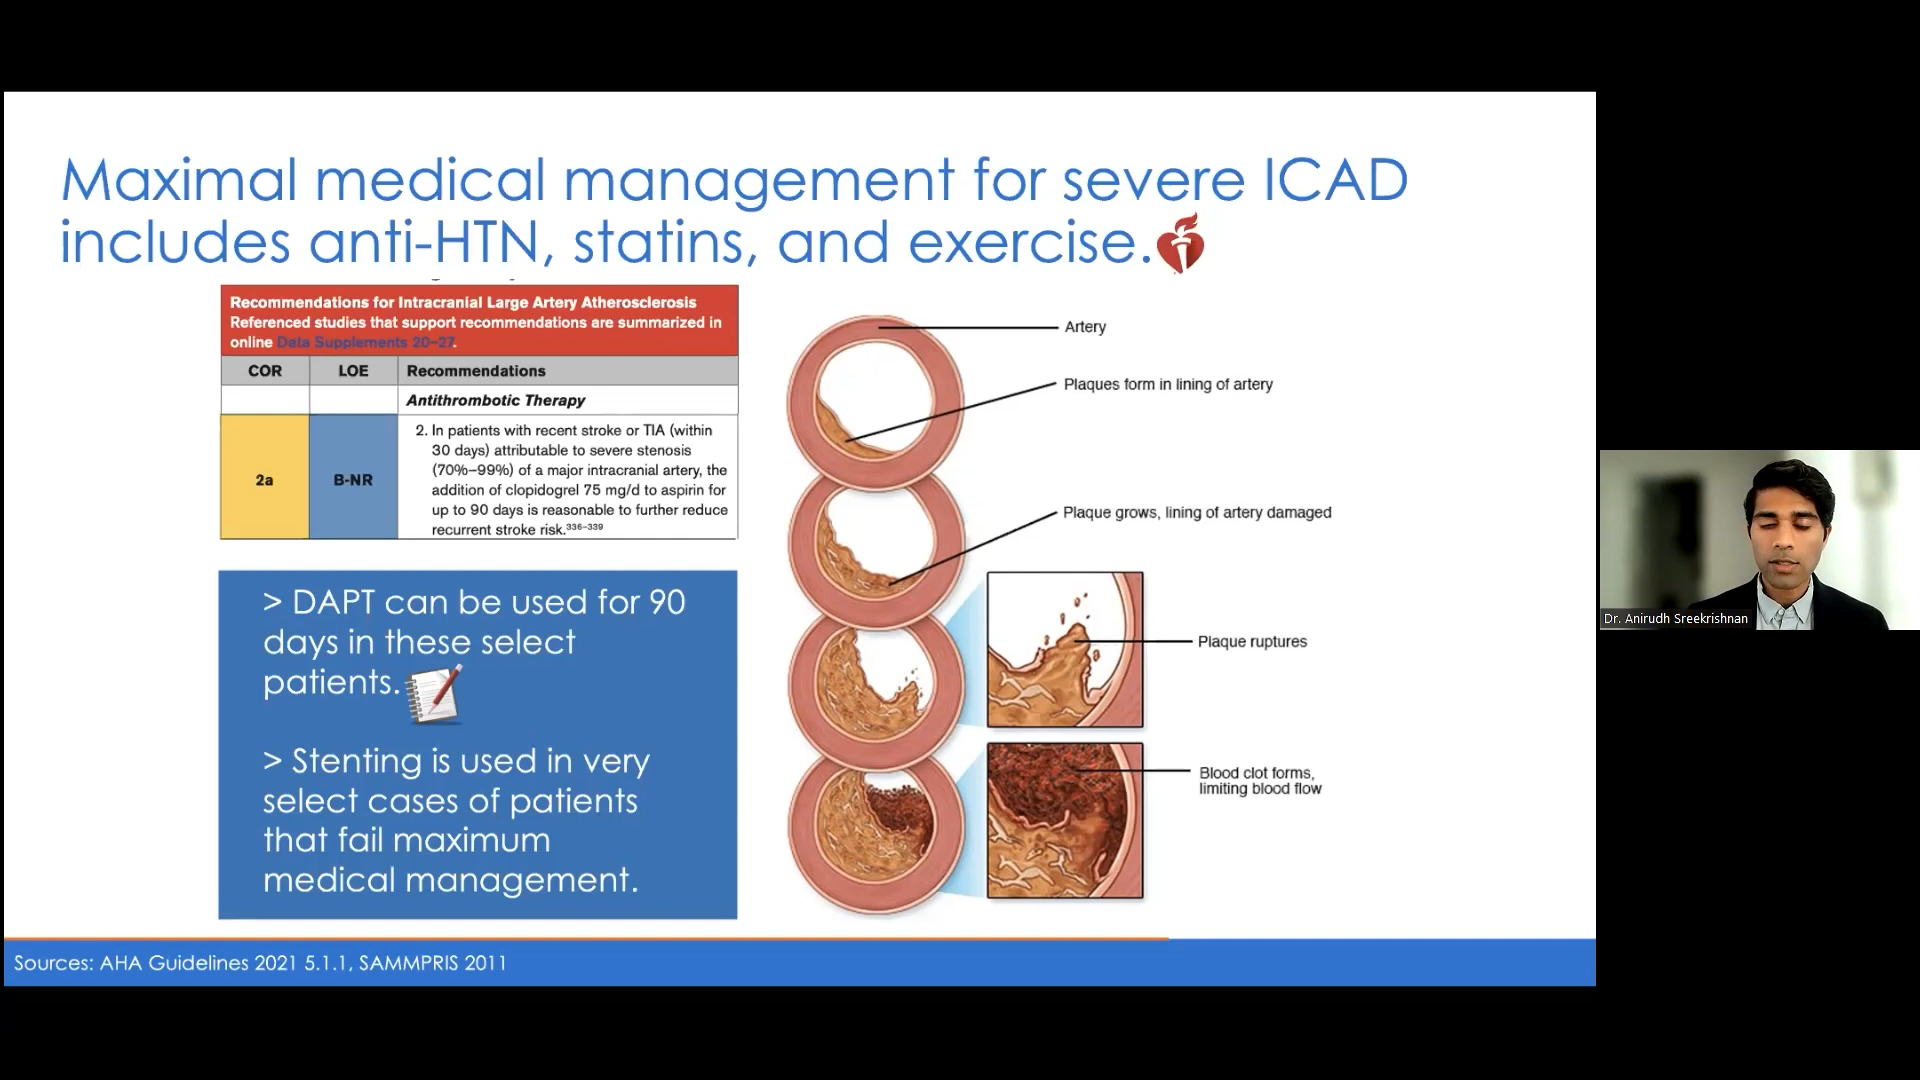 Maximal medical management for severe ICAD
includes anti-HTN, statins, and exercise.
Recommendations for Intracranial Large Artery Atherosclerosis
Referenced studies that support recommendations are summarized in
online Data Supplements 20–27.
COR LOE Recommendations
Antithrombotic Therapy
2a B-NR
2. In patients with recent stroke or TIA (within
30 days) attributable to severe stenosis
(70%–99%) of a major intracranial artery, the
addition of clopidogrel 75 mg/d to aspirin for
up to 90 days is reasonable to further reduce
recurrent stroke risk.336–339
> DAPT can be used for 90
days in these select
patients.
> Stenting is used in very
select cases of patients
that fail maximum
medical management.
Artery
Plaques form in lining of artery
Plaque grows, lining of artery damaged
Plaque ruptures
Blood clot forms,
limiting blood flow
Sources: AHA Guidelines 2021 5.1.1, SAMMPRIS 2011
Dr. Anirudh Sreekrishnan